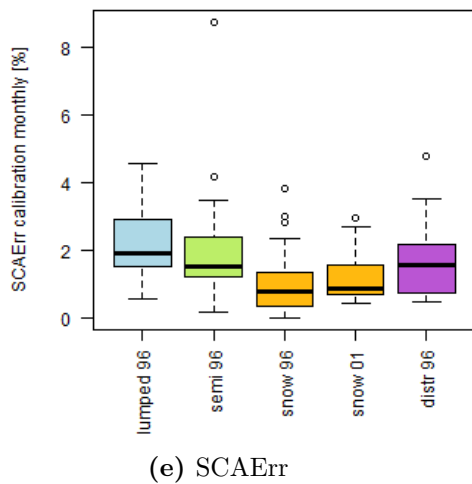 SCAErr calibration monthly [%]
8
6
4
2
0
lumped 96
semi 96
snow 96
snow 01
distr 96
(e) SCAErr